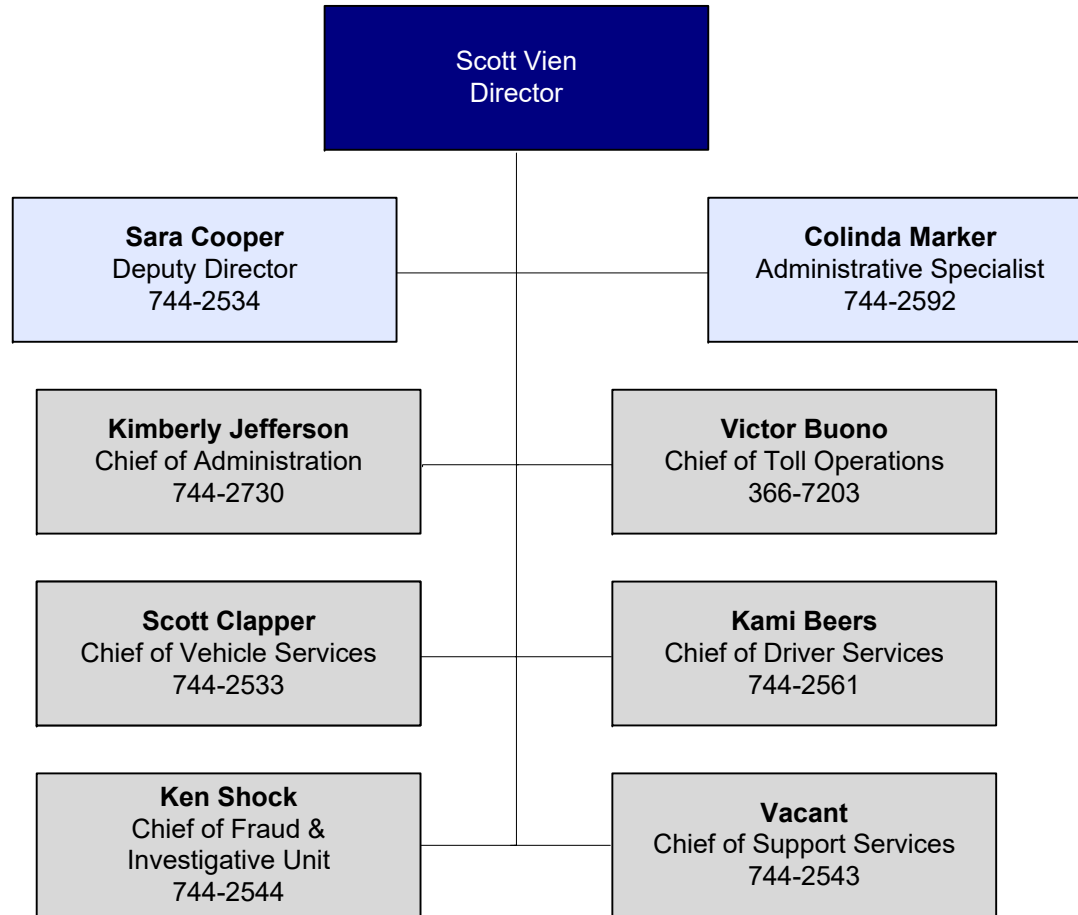 Scott Vien
Director
Sara Cooper
Deputy Director
744-2534
Colinda Marker
Administrative Specialist
744-2592
Kimberly Jefferson
Chief of Administration
744-2730
Victor Buono
Chief of Toll Operations
366-7203
Scott Clapper
Chief of Vehicle Services
744-2533
Kami Beers
Chief of Driver Services
744-2561
Ken Shock
Chief of Fraud &
Investigative Unit
744-2544
Vacant
Chief of Support Services
744-2543